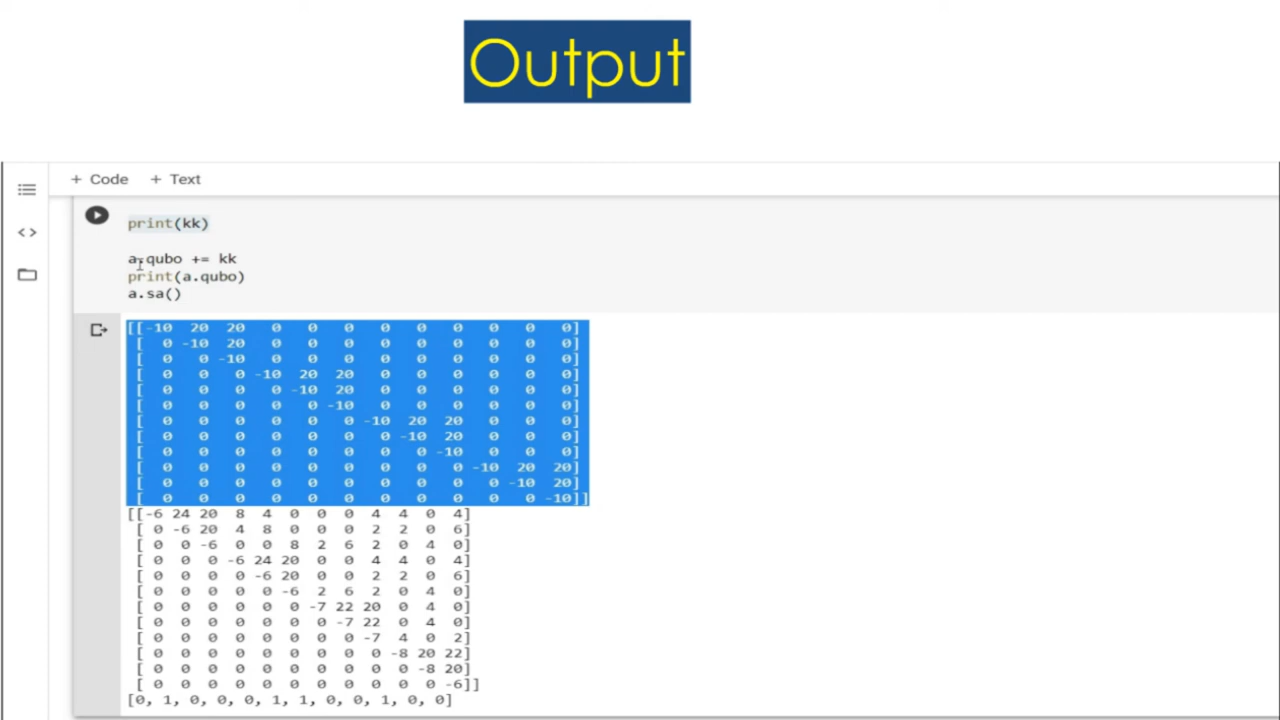 Output
+ Code + Text
print(kk)
a.qubo += kk
print(a.qubo)
a.sa()
[[-10 20 20 0 0 0 0 0 0 0 0 0]
[ 0 -10 20 0 0 0 0 0 0 0 0 0]
[ 0 0 -10 0 0 0 0 0 0 0 0 0]
[ 0 0 0 -10 20 20 0 0 0 0 0 0]
[ 0 0 0 0 -10 20 0 0 0 0 0 0]
[ 0 0 0 0 0 -10 0 0 0 0 0 0]
[ 0 0 0 0 0 0 -10 20 20 0 0 0]
[ 0 0 0 0 0 0 0 -10 20 0 0 0]
[ 0 0 0 0 0 0 0 0 -10 0 0 0]
[ 0 0 0 0 0 0 0 0 0 -10 20 20]
[ 0 0 0 0 0 0 0 0 0 0 -10 20]
[ 0 0 0 0 0 0 0 0 0 0 0 -10]]
[[-6 24 20 8 4 0 0 0 4 4 0 4]
[ 0 -6 20 4 8 0 0 0 2 2 0 6]
[ 0 0 -6 0 0 8 2 6 2 0 4 0]
[ 0 0 0 -6 24 20 0 0 4 4 0 4]
[ 0 0 0 0 -6 20 0 0 2 2 0 6]
[ 0 0 0 0 0 -6 2 6 2 0 4 0]
[ 0 0 0 0 0 0 -7 22 20 0 4 0]
[ 0 0 0 0 0 0 0 -7 22 0 4 0]
[ 0 0 0 0 0 0 0 0 -7 4 0 2]
[ 0 0 0 0 0 0 0 0 0 -8 20 22]
[ 0 0 0 0 0 0 0 0 0 0 -8 20]
[ 0 0 0 0 0 0 0 0 0 0 0 -6]]
[0, 1, 0, 0, 0, 1, 1, 0, 0, 1, 0, 0]